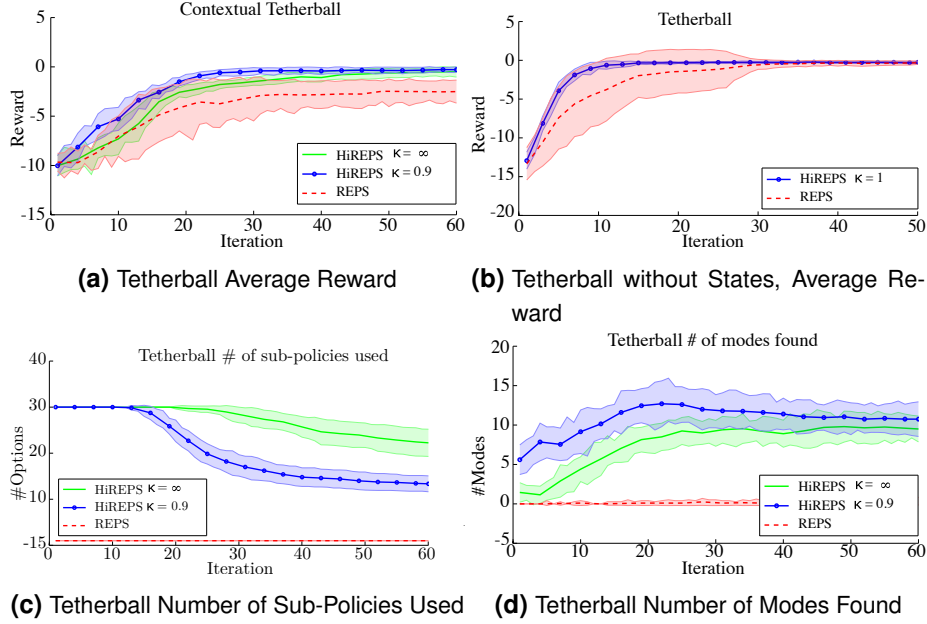 Contextual Tetherball
5
0
-5
-10
-15
Reward
HiREPS κ= ∞
HiREPS κ=0.9
REPS
0 10 20 30 40 50 60
Iteration
(a) Tetherball Average Reward
Tetherball
5
0
-5
-10
-15
-20
Reward
HiREPS κ= 1
REPS
0 10 20 30 40 50
Iteration
(b) Tetherball without States, Average Re-
ward
Tetherball # of sub-policies used
40
30
20
10
-15
#Options
HiREPS κ = ∞
HiREPS κ = 0.9
REPS
0 10 20 30 40 50 60
Iteration
(c) Tetherball Number of Sub-Policies Used
Tetherball # of modes found
20
15
10
5
0
-5
#Modes
HiREPS κ = ∞
HiREPS κ=0.9
REPS
0 10 20 30 40 50 60
Iteration
(d) Tetherball Number of Modes Found